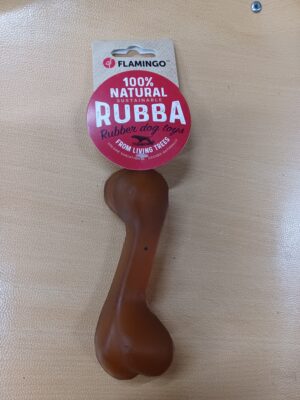 FLAMINGO
100%
NATURAL
SUSTAINABLE
RUBBA
Rubber dog toys
FROM LIVING TREES